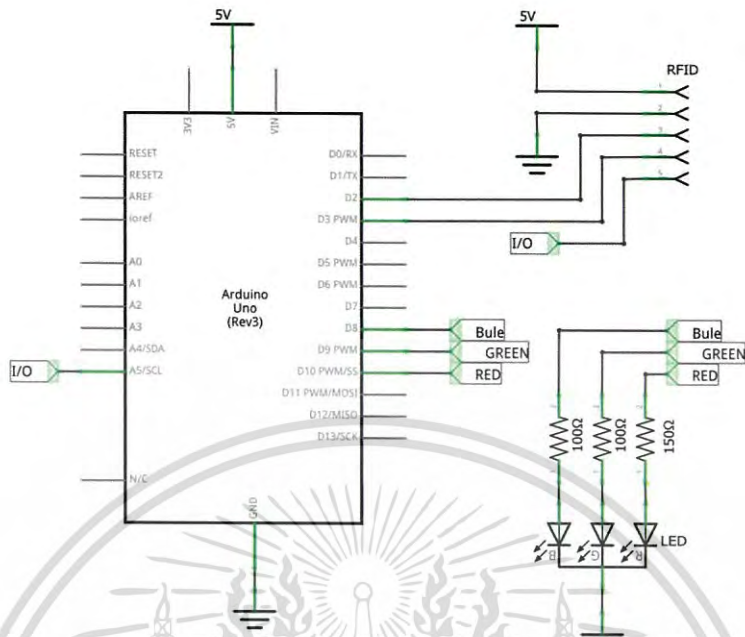 5V
5V
RFID
1
2
3
4
5
3V3
5V
VIN
RESET
RESET2
AREF
ioref
A0
A1
A2
A3
A4/SDA
A5/SCL
N/C
D0/RX
D1/TX
D2
D3 PWM
D4
D5 PWM
D6 PWM
D7
D8
D9 PWM
D10 PWM/SS
D11 PWM/MOSI
D12/MISO
D13/SCK
Arduino
Uno
(Rev3)
GND
I/O
I/O
Bule
GREEN
RED
Bule
GREEN
RED
100Ω
100Ω
150Ω
B
G
R
LED